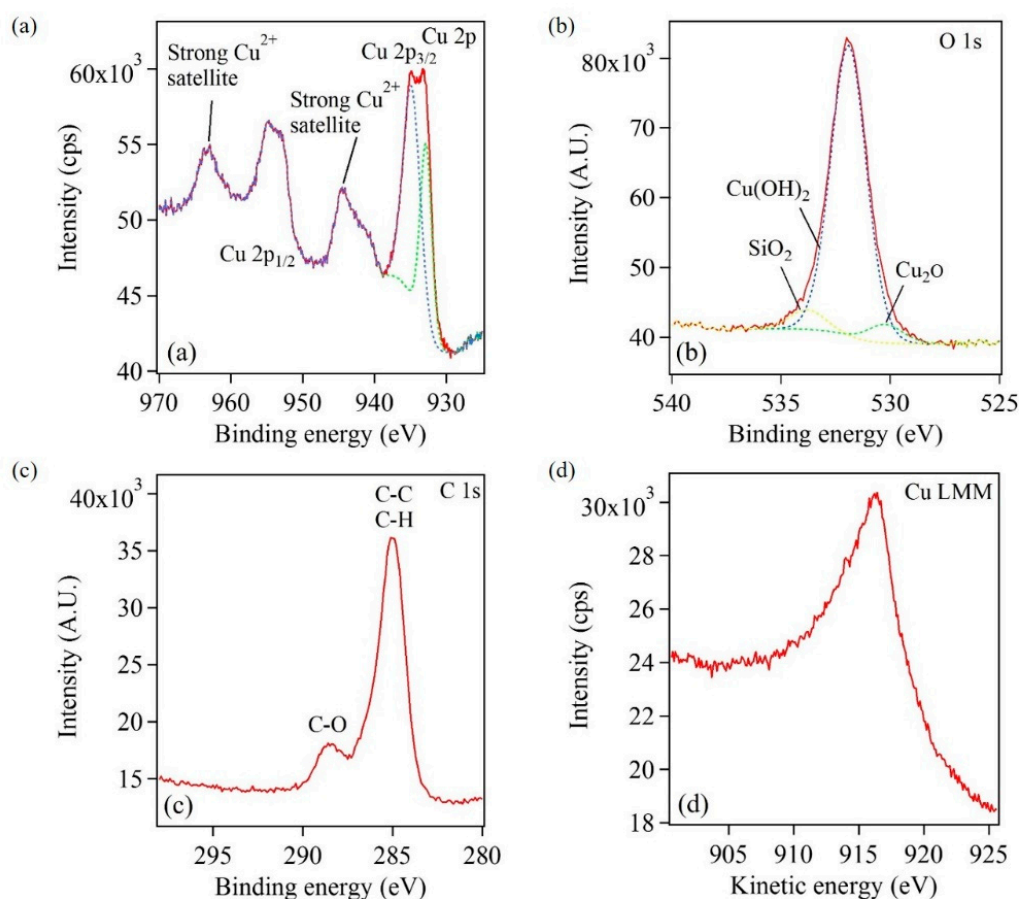 (a)
Strong Cu²⁺
satellite
Cu 2p₃/₂
Cu 2p
Strong Cu²⁺
satellite
Cu 2p₁/₂
60x10³
55
50
45
40
Intensity (cps)
(a)
970
960
950
940
930
Binding energy (eV)
(b)
O 1s
Cu(OH)₂
SiO₂
Cu₂O
80x10³
70
60
50
40
Intensity (A.U.)
(b)
540
535
530
525
Binding energy (eV)
(c)
C 1s
C-C
C-H
C-O
40x10³
35
30
25
20
15
Intensity (A.U.)
(c)
295
290
285
280
Binding energy (eV)
(d)
Cu LMM
30x10³
28
26
24
22
20
18
Intensity (cps)
(d)
905
910
915
920
925
Kinetic energy (eV)